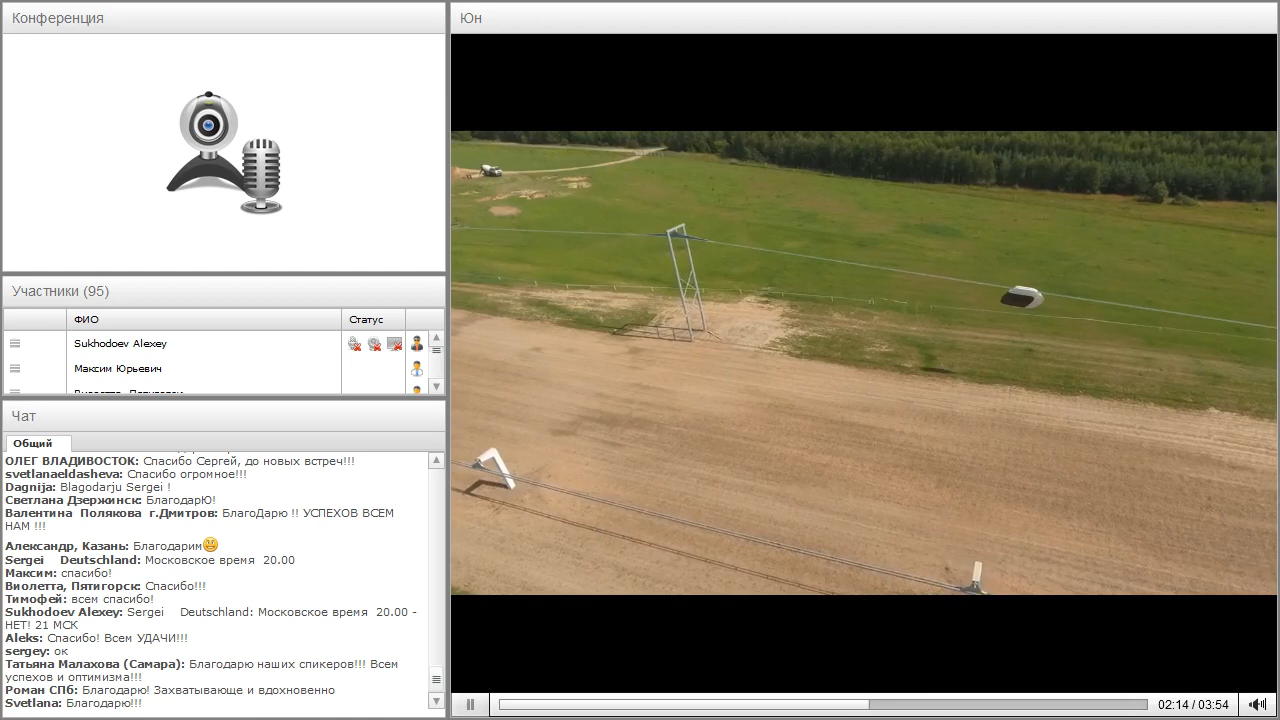 Конференция
Юн
Участники (95)
ФИО
Статус
Sukhodoev Alexey
Максим Юрьевич
Чат
Общий
ОЛЕГ ВЛАДИВОСТОК: Спасибо Сергей, до новых встреч!!!
svetlanaeldasheva: Спасибо огромное!!!
Dagnija: Blagodarju Sergei !
Светлана Дзержинск: БлагодарЮ!
Валентина Полякова г.Дмитров: БлагоДарю !! УСПЕХОВ ВСЕМ
НАМ !!!
Александр, Казань: Благодарим
Sergei Deutschland: Московское время 20.00
Максим: спасибо!
Виолетта, Пятигорск: Спасибо!!!
Тимофей: всем спасибо!
Sukhodoev Alexey: Sergei Deutschland: Московское время 20.00 -
НЕТ! 21 МСК
Aleks: Спасибо! Всем УДАЧИ!!!
sergey: ок
Татьяна Малахова (Самара): Благодарю наших спикеров!!! Всем
успехов и оптимизма!!!
Роман СПб: Благодарю! Захватывающе и вдохновенно
Svetlana: Благодарю!!!
02:14 / 03:54